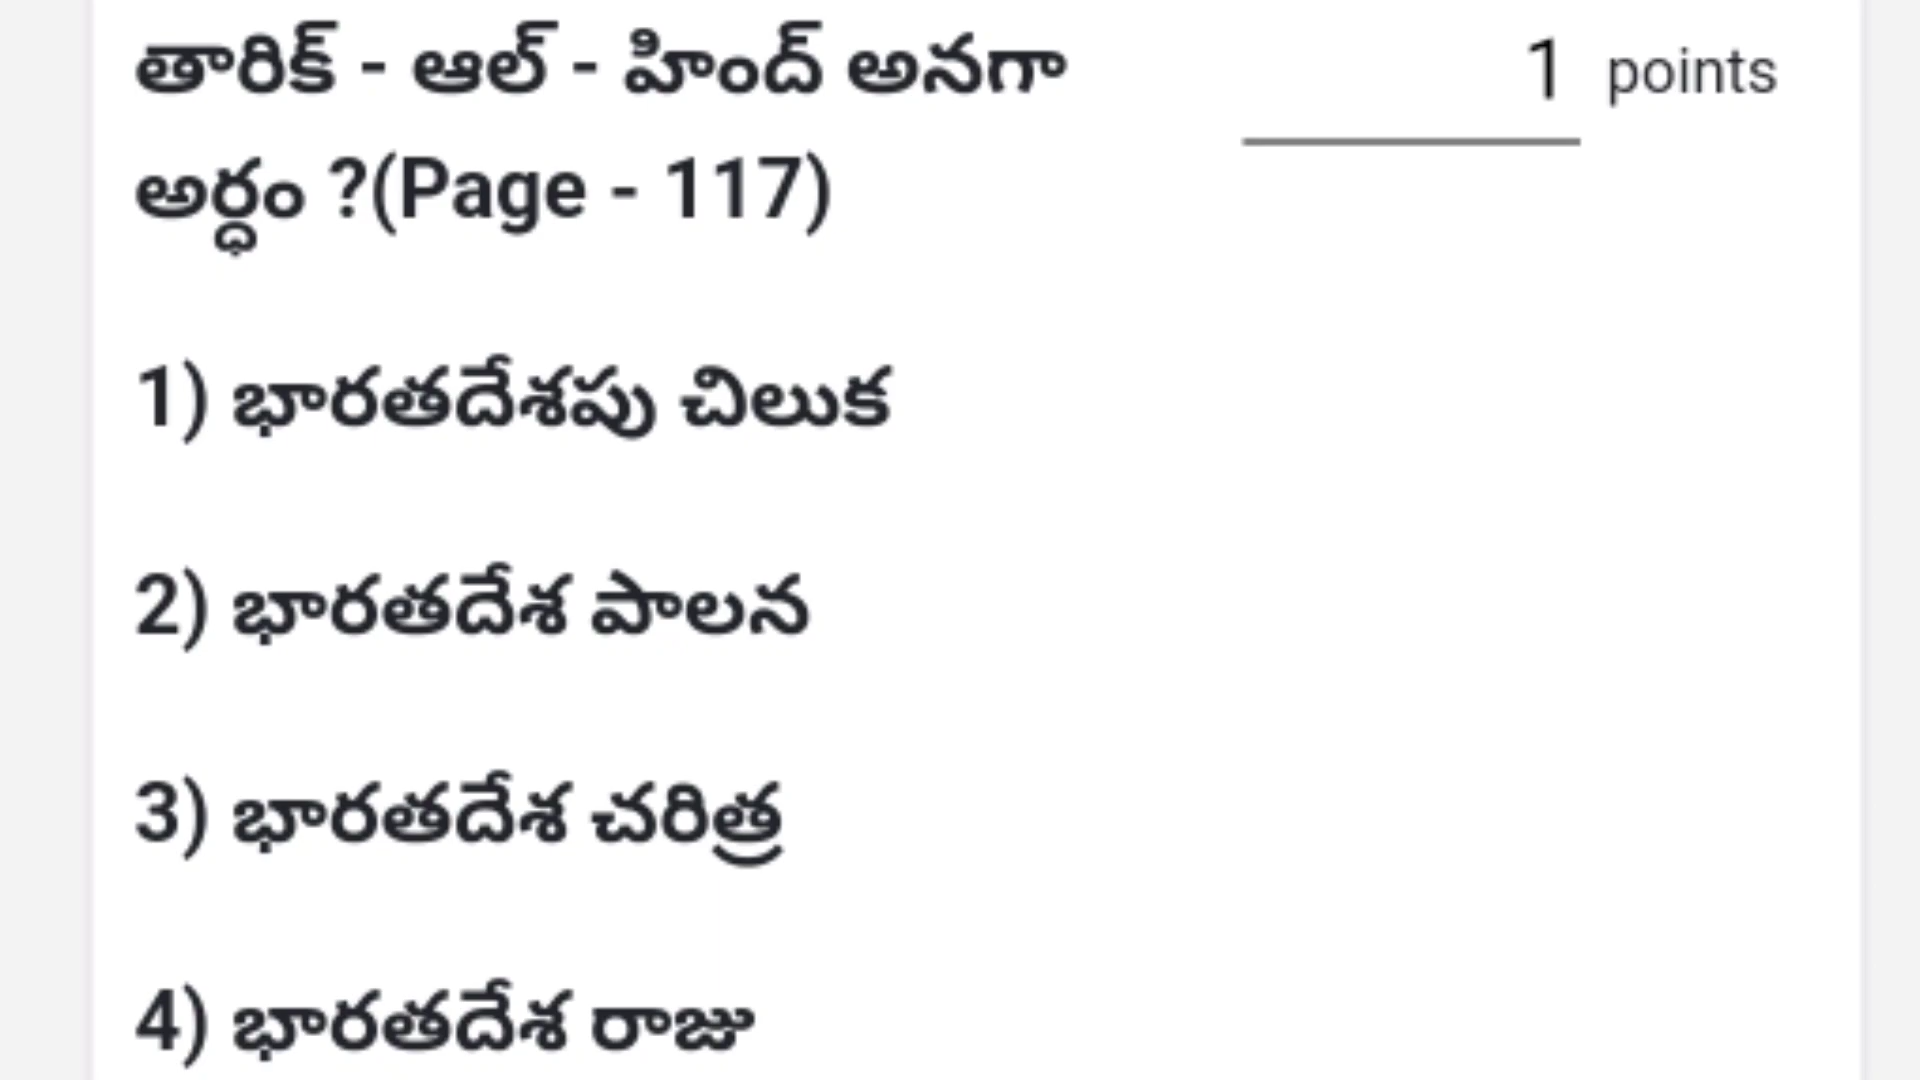 తారిక్ - ఆల్ - హింద్ అనగా 1 points
అర్ధం ?(Page - 117)
1) భారతదేశపు చిలుక
2) భారతదేశ పాలన
3) భారతదేశ చరిత్ర
4) భారతదేశ రాజు